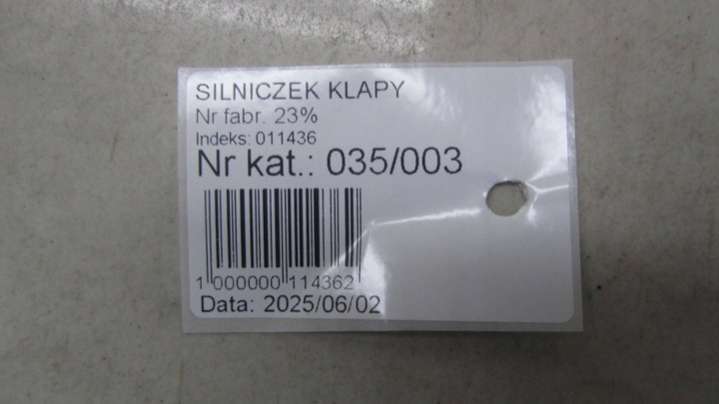 SILNICZEK KLAPY
Nr fabr. 23%
Indeks: 011436
Nr kat.: 035/003
1 000000 114362
Data: 2025/06/02